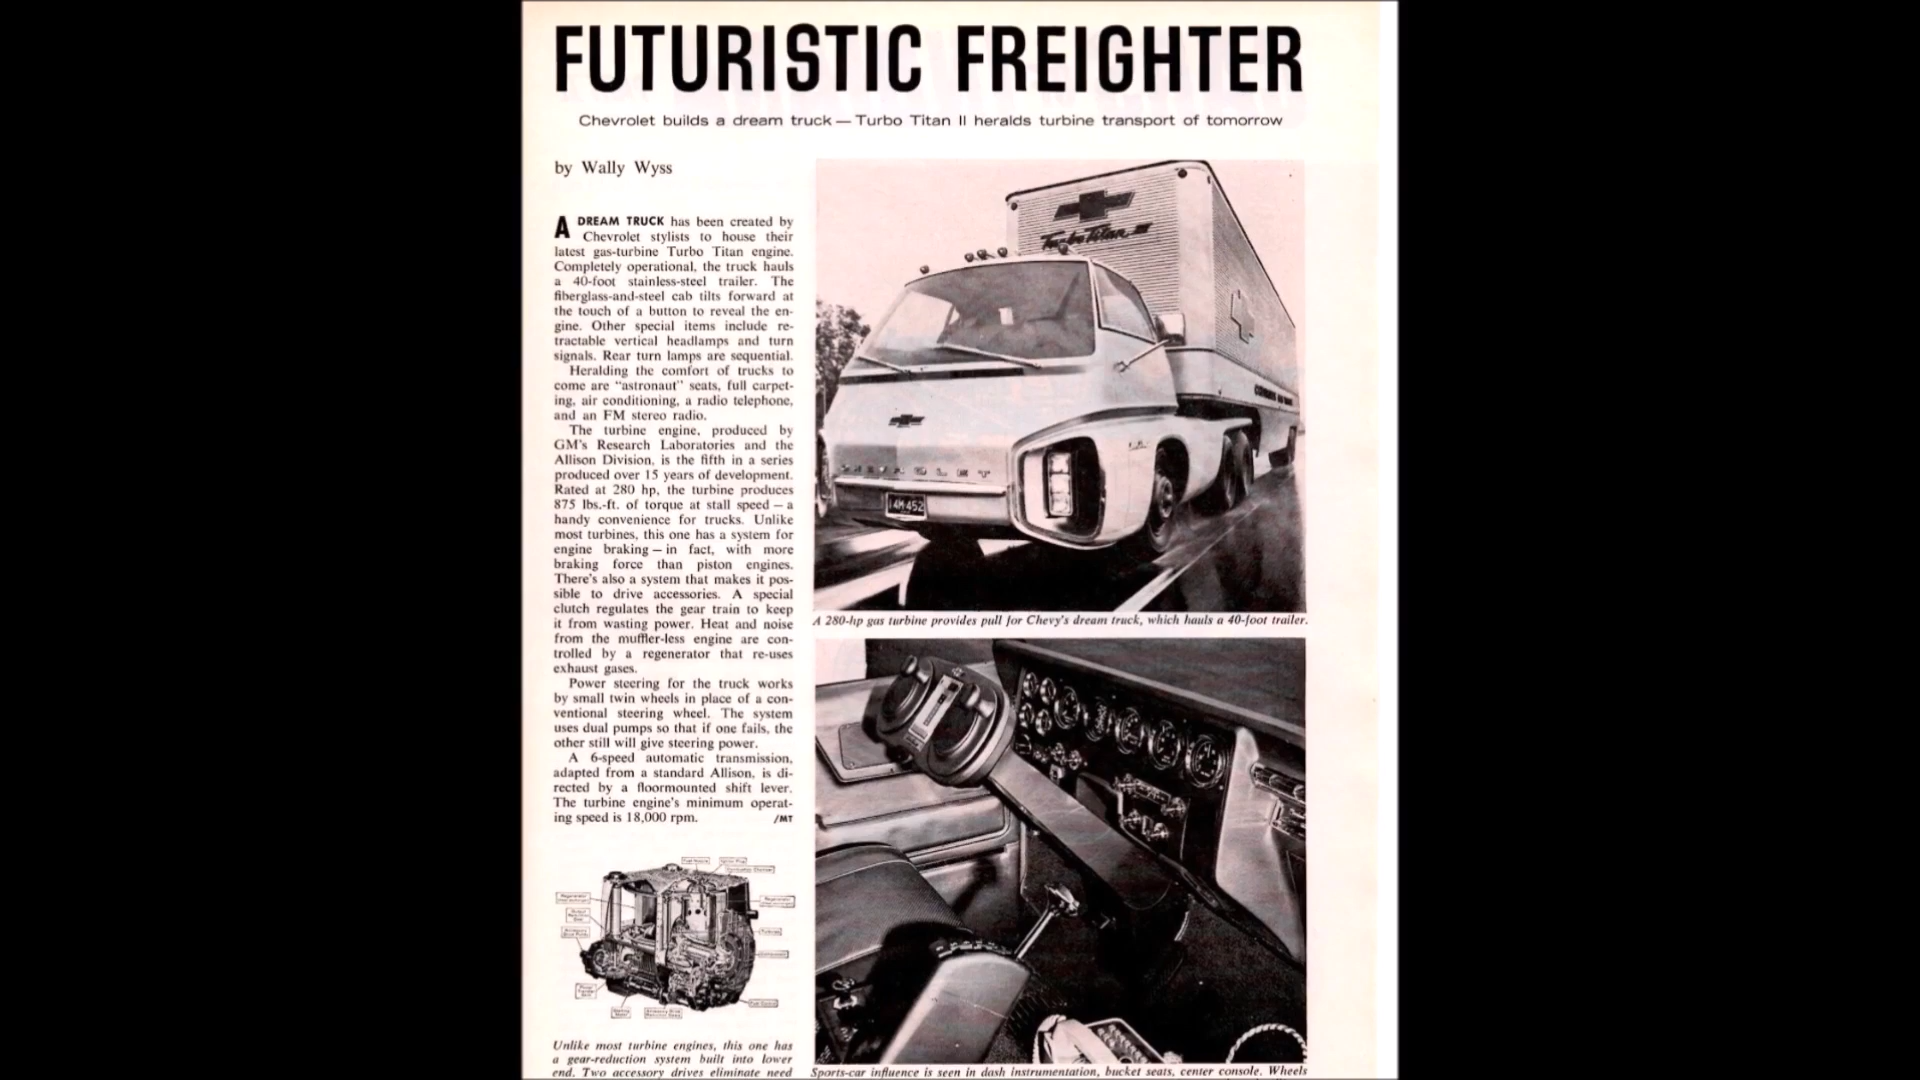 FUTURISTIC FREIGHTER
Chevrolet builds a dream truck — Turbo Titan II heralds turbine transport of tomorrow
by Wally Wyss
A DREAM TRUCK has been created by
Chevrolet stylists to house their
latest gas-turbine Turbo Titan engine.
Completely operational, the truck hauls
a 40-foot stainless-steel trailer. The
fiberglass-and-steel cab tilts forward at
the touch of a button to reveal the en-
gine. Other special items include re-
tractable vertical headlamps and turn
signals. Rear turn lamps are sequential.
Heralding the comfort of trucks to
come are "astronaut" seats, full carpet-
ing, air conditioning, a radio telephone,
and an FM stereo radio.
The turbine engine, produced by
GM's Research Laboratories and the
Allison Division, is the fifth in a series
produced over 15 years of development.
Rated at 280 hp, the turbine produces
875 lbs.-ft. of torque at stall speed — a
handy convenience for trucks. Unlike
most turbines, this one has a system for
engine braking — in fact, with more
braking force than piston engines.
There's also a system that makes it pos-
sible to drive accessories. A special
clutch regulates the gear train to keep
it from wasting power. Heat and noise
from the muffler-less engine are con-
trolled by a regenerator that re-uses
exhaust gases.
Power steering for the truck works
by small twin wheels in place of a con-
ventional steering wheel. The system
uses dual pumps so that if one fails, the
other still will give steering power.
A 6-speed automatic transmission,
adapted from a standard Allison, is di-
rected by a floormounted shift lever.
The turbine engine's minimum operat-
ing speed is 18,000 rpm. /MT
Unlike most turbine engines, this one has
a gear-reduction system built into lower
end. Two accessory drives eliminate need
Turbo Titan III
CHEVROLET
4M-452
A 280-hp gas turbine provides pull for Chevy's dream truck, which hauls a 40-foot trailer.
Sports-car influence is seen in dash instrumentation, bucket seats, center console. Wheels